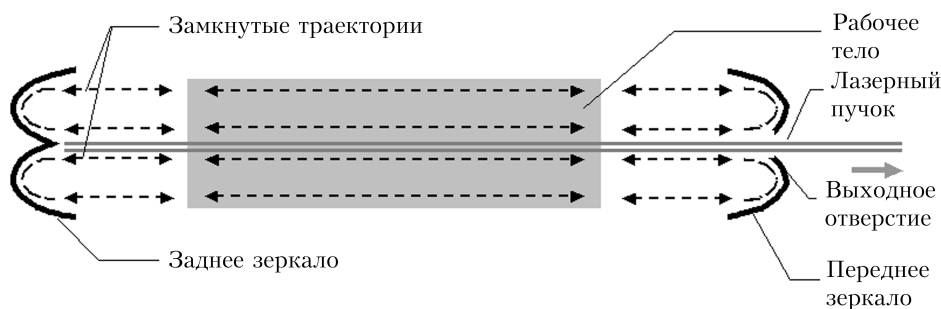 Замкнутые траектории
Рабочее
тело
Лазерный
пучок
Выходное
отверстие
Заднее зеркало
Переднее
зеркало